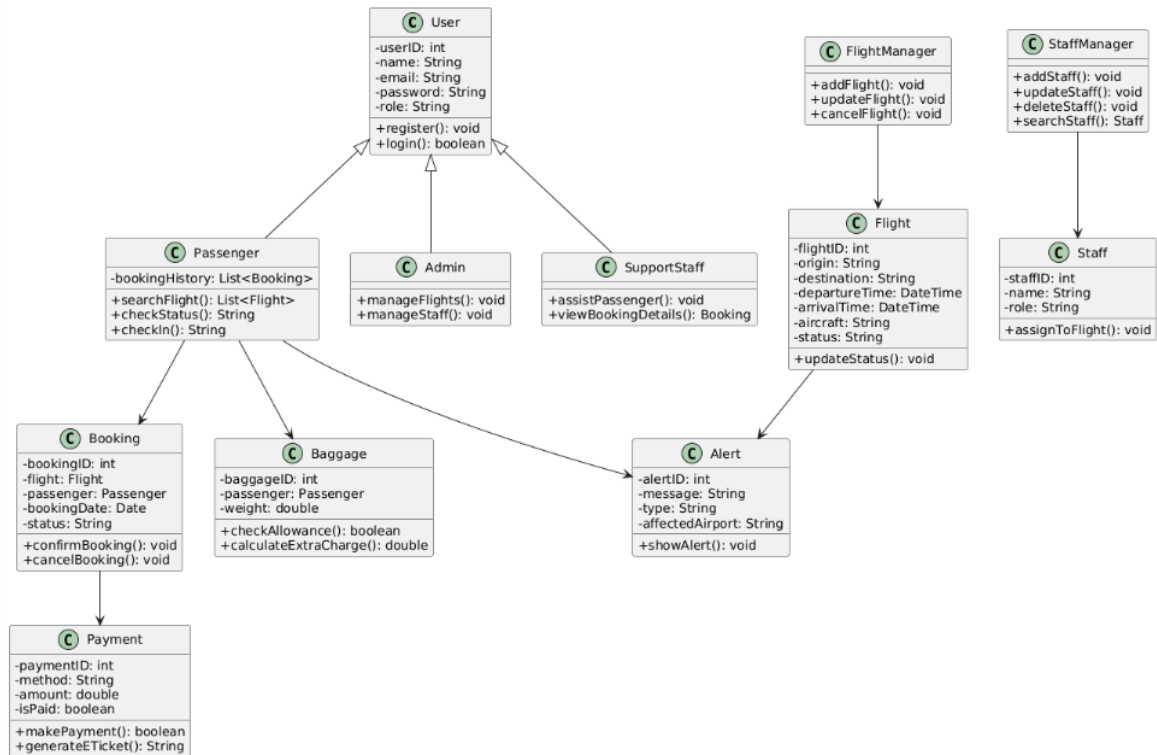 C User
-userID: int
-name: String
-email: String
-password: String
-role: String
+register(): void
+login(): boolean
C FlightManager
+addFlight(): void
+updateFlight(): void
+cancelFlight(): void
C StaffManager
+addStaff(): void
+updateStaff(): void
+deleteStaff(): void
+searchStaff(): Staff
C Passenger
-bookingHistory: List<Booking>
+searchFlight(): List<Flight>
+checkStatus(): String
+checkIn(): String
C Admin
+manageFlights(): void
+manageStaff(): void
C SupportStaff
+assistPassenger(): void
+viewBookingDetails(): Booking
C Flight
-flightID: int
-origin: String
-destination: String
-departureTime: DateTime
-arrivalTime: DateTime
-aircraft: String
-status: String
+updateStatus(): void
C Staff
-staffID: int
-name: String
-role: String
+assignToFlight(): void
C Booking
-bookingID: int
-flight: Flight
-passenger: Passenger
-bookingDate: Date
-status: String
+confirmBooking(): void
+cancelBooking(): void
C Baggage
-baggageID: int
-passenger: Passenger
-weight: double
+checkAllowance(): boolean
+calculateExtraCharge(): double
C Alert
-alertID: int
-message: String
-type: String
-affectedAirport: String
+showAlert(): void
C Payment
-paymentID: int
-method: String
-amount: double
-isPaid: boolean
+makePayment(): boolean
+generateETicket(): String